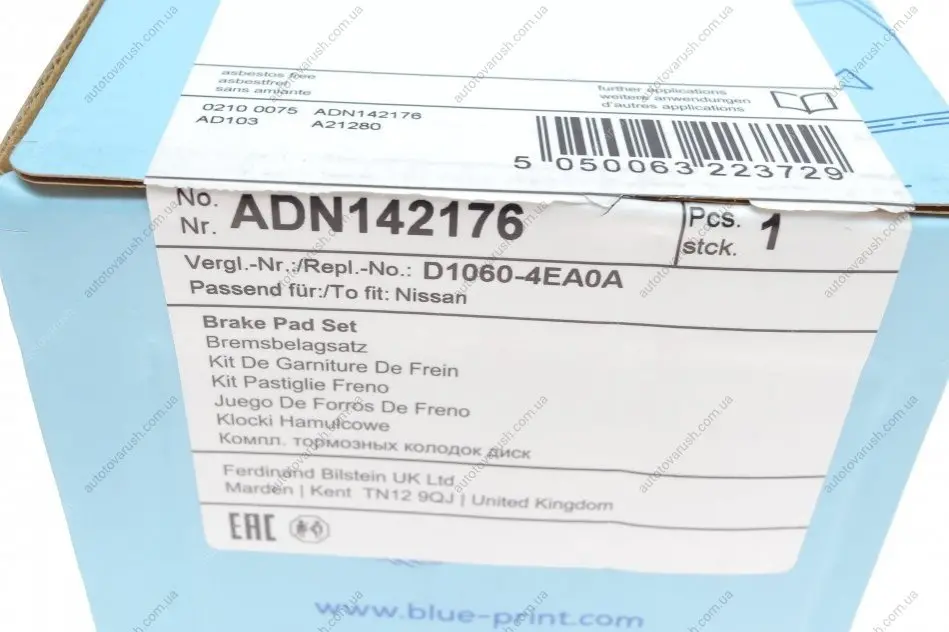 asbestos free
asbestfrei
sans amiante
further applications
weitere anwendungen
d'autres applications
0210 0075 ADN142176
AD103 A21280
5 050063 223729
No.
Nr. ADN142176
Pcs.
stck. 1
Vergl.-Nr.:/Repl.-No.: D1060-4EA0A
Passend für:/To fit: Nissan
Brake Pad Set
Bremsbelagsatz
Kit De Garniture De Frein
Kit Pastiglie Freno
Juego De Forros De Freno
Klocki Hamulcowe
Компл. тормозных колодок диск
Ferdinand Bilstein UK Ltd
Marden | Kent TN12 9QJ | United Kingdom
EAC
www.blue-print.com
autotovarush.com.ua